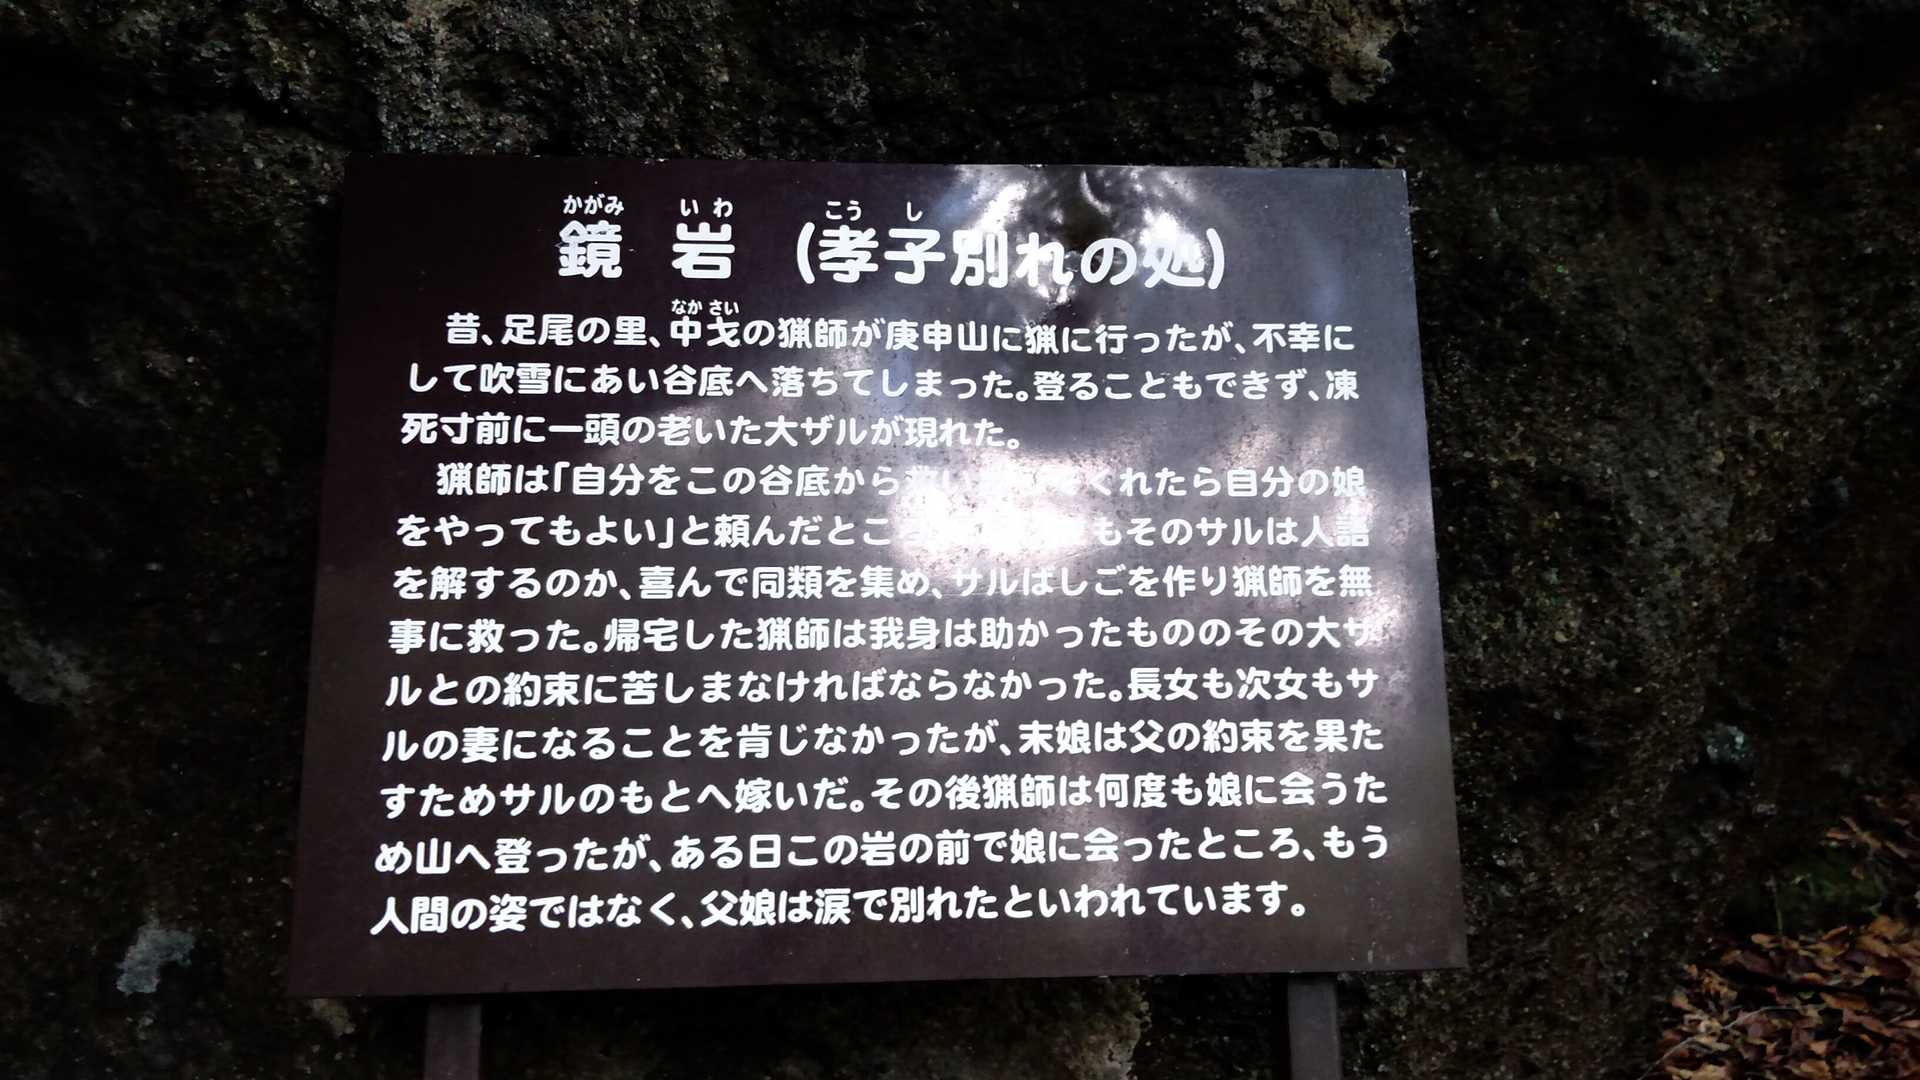 かがみ いわ こうし
鏡 岩 (孝子別れの処)
なかさい
昔、足尾の里、中戈の猟師が庚申山に猟に行ったが、不幸に
して吹雪にあい谷底へ落ちてしまった。登ることもできず、凍
死寸前に一頭の老いた大ザルが現れた。
猟師は「自分をこの谷底から救い くれたら自分の娘
をやってもよい」と頼んだとこ もそのサルは人語
を解するのか、喜んで同類を集め、サルばしごを作り猟師を無
事に救った。帰宅した猟師は我身は助かったもののその大ザ
ルとの約束に苦しまなければならなかった。長女も次女もサ
ルの妻になることを肯じなかったが、末娘は父の約束を果た
すためサルのもとへ嫁いだ。その後猟師は何度も娘に会うた
め山へ登ったが、ある日この岩の前で娘に会ったところ、もう
人間の姿ではなく、父娘は涙で別れたといわれています。